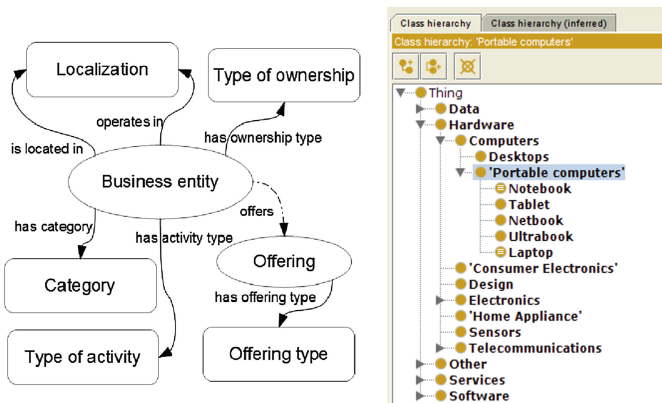 Localization
Type of ownership
operates in
has ownership type
is located in
Business entity
offers
has category
has activity type
Offering
Category
has offering type
Type of activity
Offering type
Class hierarchy
Class hierarchy (inferred)
Class hierarchy: 'Portable computers'
Thing
Data
Hardware
Computers
Desktops
'Portable computers'
Notebook
Tablet
Netbook
Ultrabook
Laptop
'Consumer Electronics'
Design
Electronics
'Home Appliance'
Sensors
Telecommunications
Other
Services
Software